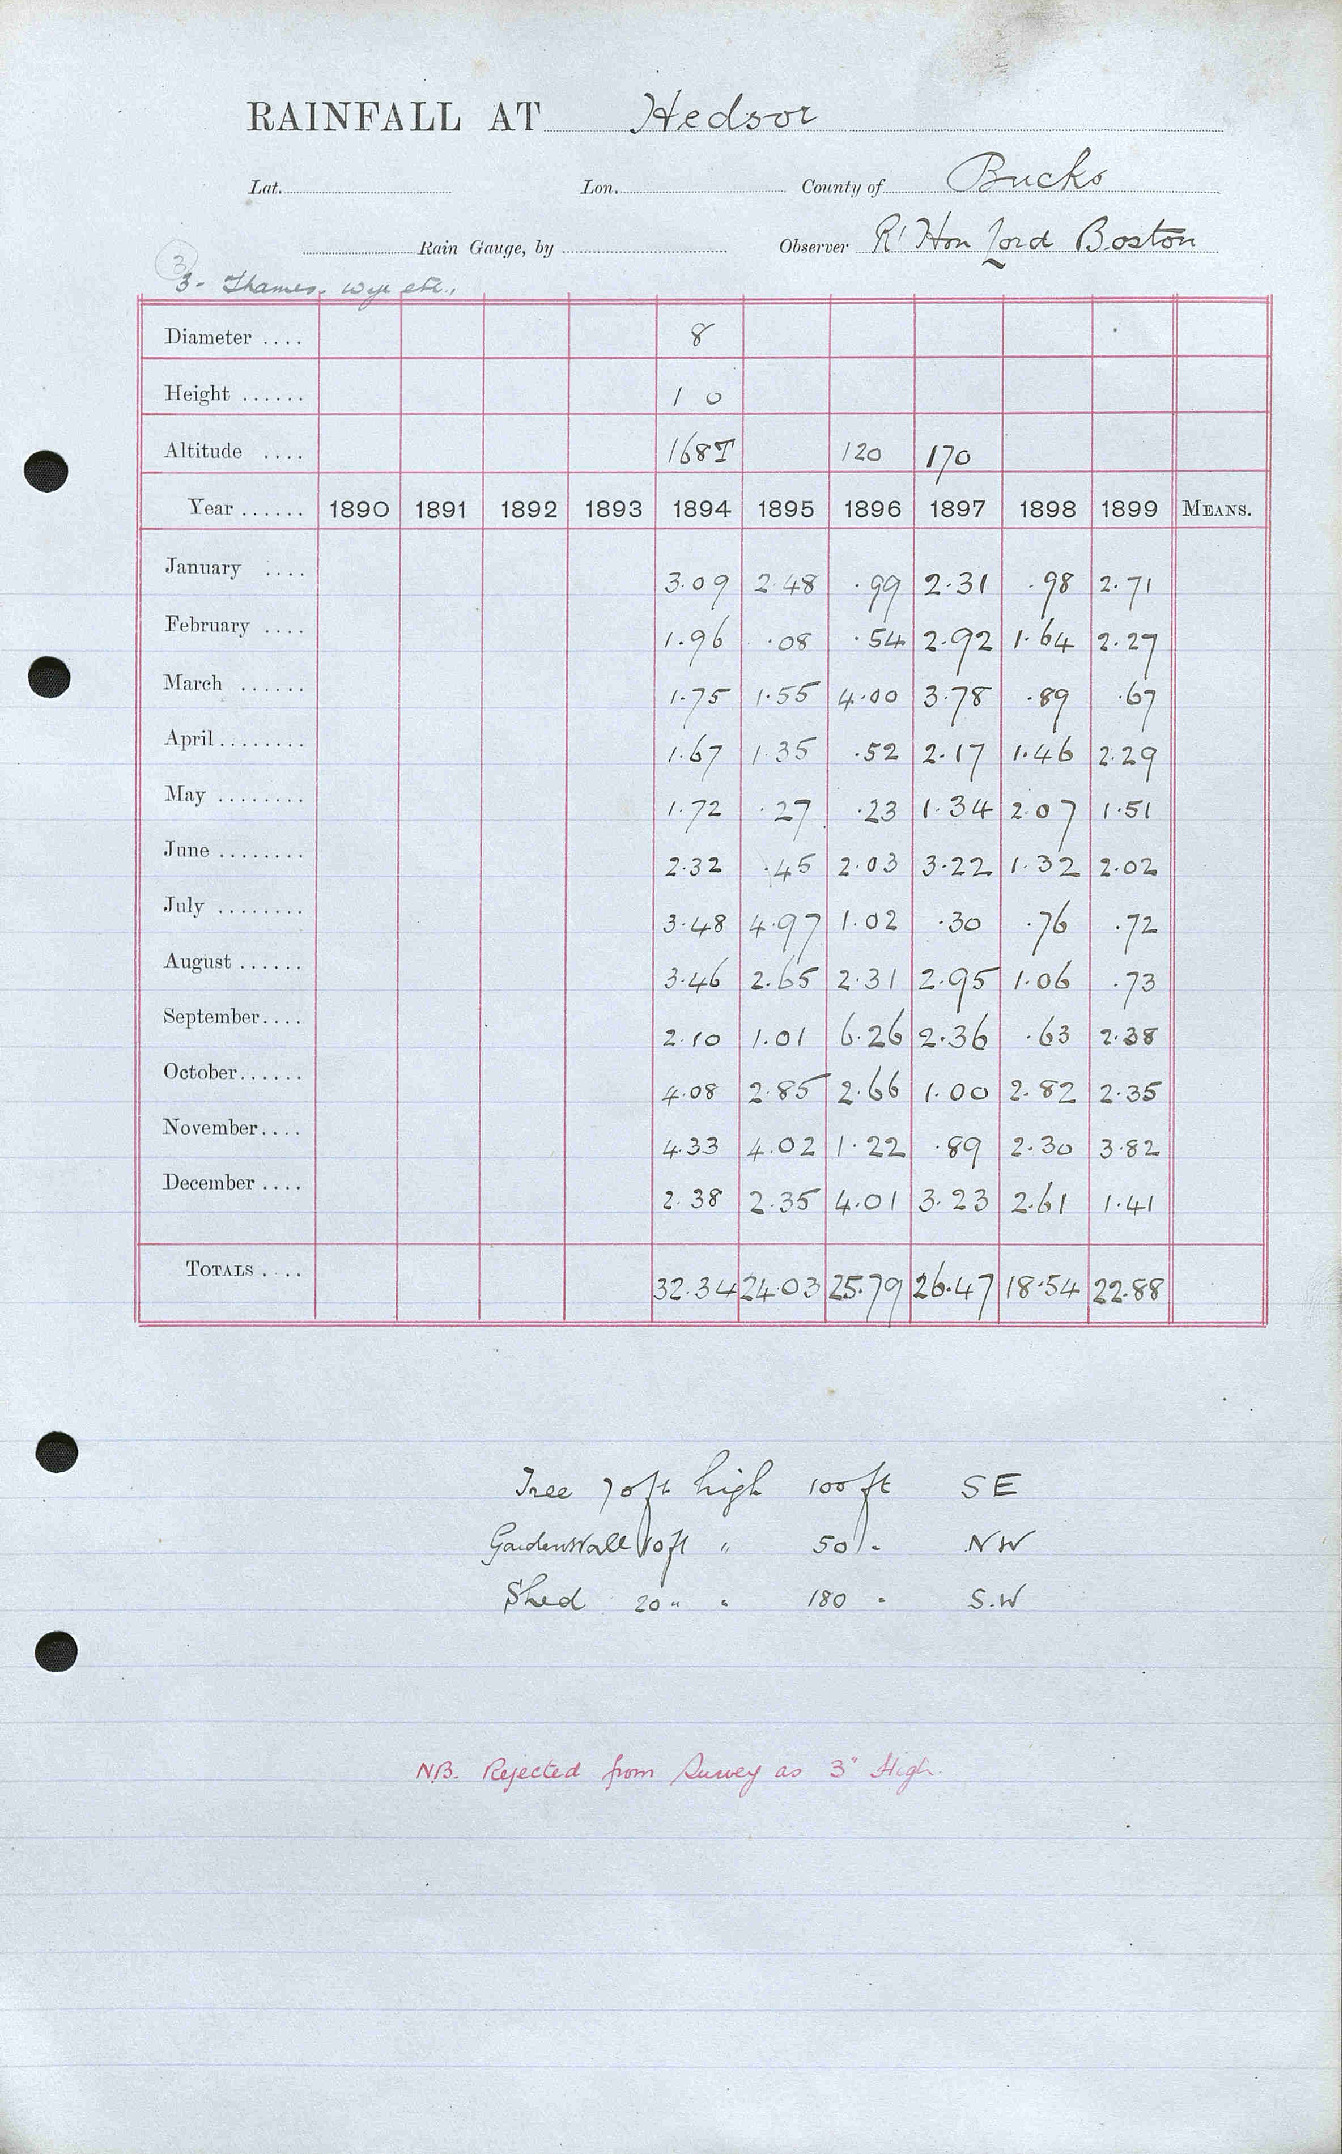 RAINFALL AT Hedsor
Lat. Lon. County of Bucks
Rain Gauge, by Observer Rt Hon Lord Boston
3
3 - Thames, Wye etc.,
Diameter .... 8
Height ...... 1 0
Altitude .... 168T 120 170
Year ...... 1890 1891 1892 1893 1894 1895 1896 1897 1898 1899 MEANS.
January .... 3.09 2.48 .99 2.31 .98 2.71
February .... 1.96 .08 .54 2.92 1.64 2.27
March ...... 1.75 1.55 4.00 3.78 .89 .67
April........ 1.67 1.35 .52 2.17 1.46 2.29
May ........ 1.72 .27 .23 1.34 2.07 1.51
June ........ 2.32 .45 2.03 3.22 1.32 2.02
July ........ 3.48 4.97 1.02 .30 .76 .72
August ...... 3.46 2.65 2.31 2.95 1.06 .73
September.... 2.10 1.01 6.26 2.36 .63 2.38
October...... 4.08 2.85 2.66 1.00 2.82 2.35
November.... 4.33 4.02 1.22 .89 2.30 3.82
December .... 2.38 2.35 4.01 3.23 2.61 1.41
TOTALS .... 32.34 24.03 25.79 26.47 18.54 22.88
Tree 70ft high 100 ft SE
Garden Wall 10ft " 50 " NW
Shed 20 " " 180 " S.W
NB. Rejected from Survey as 3" High.